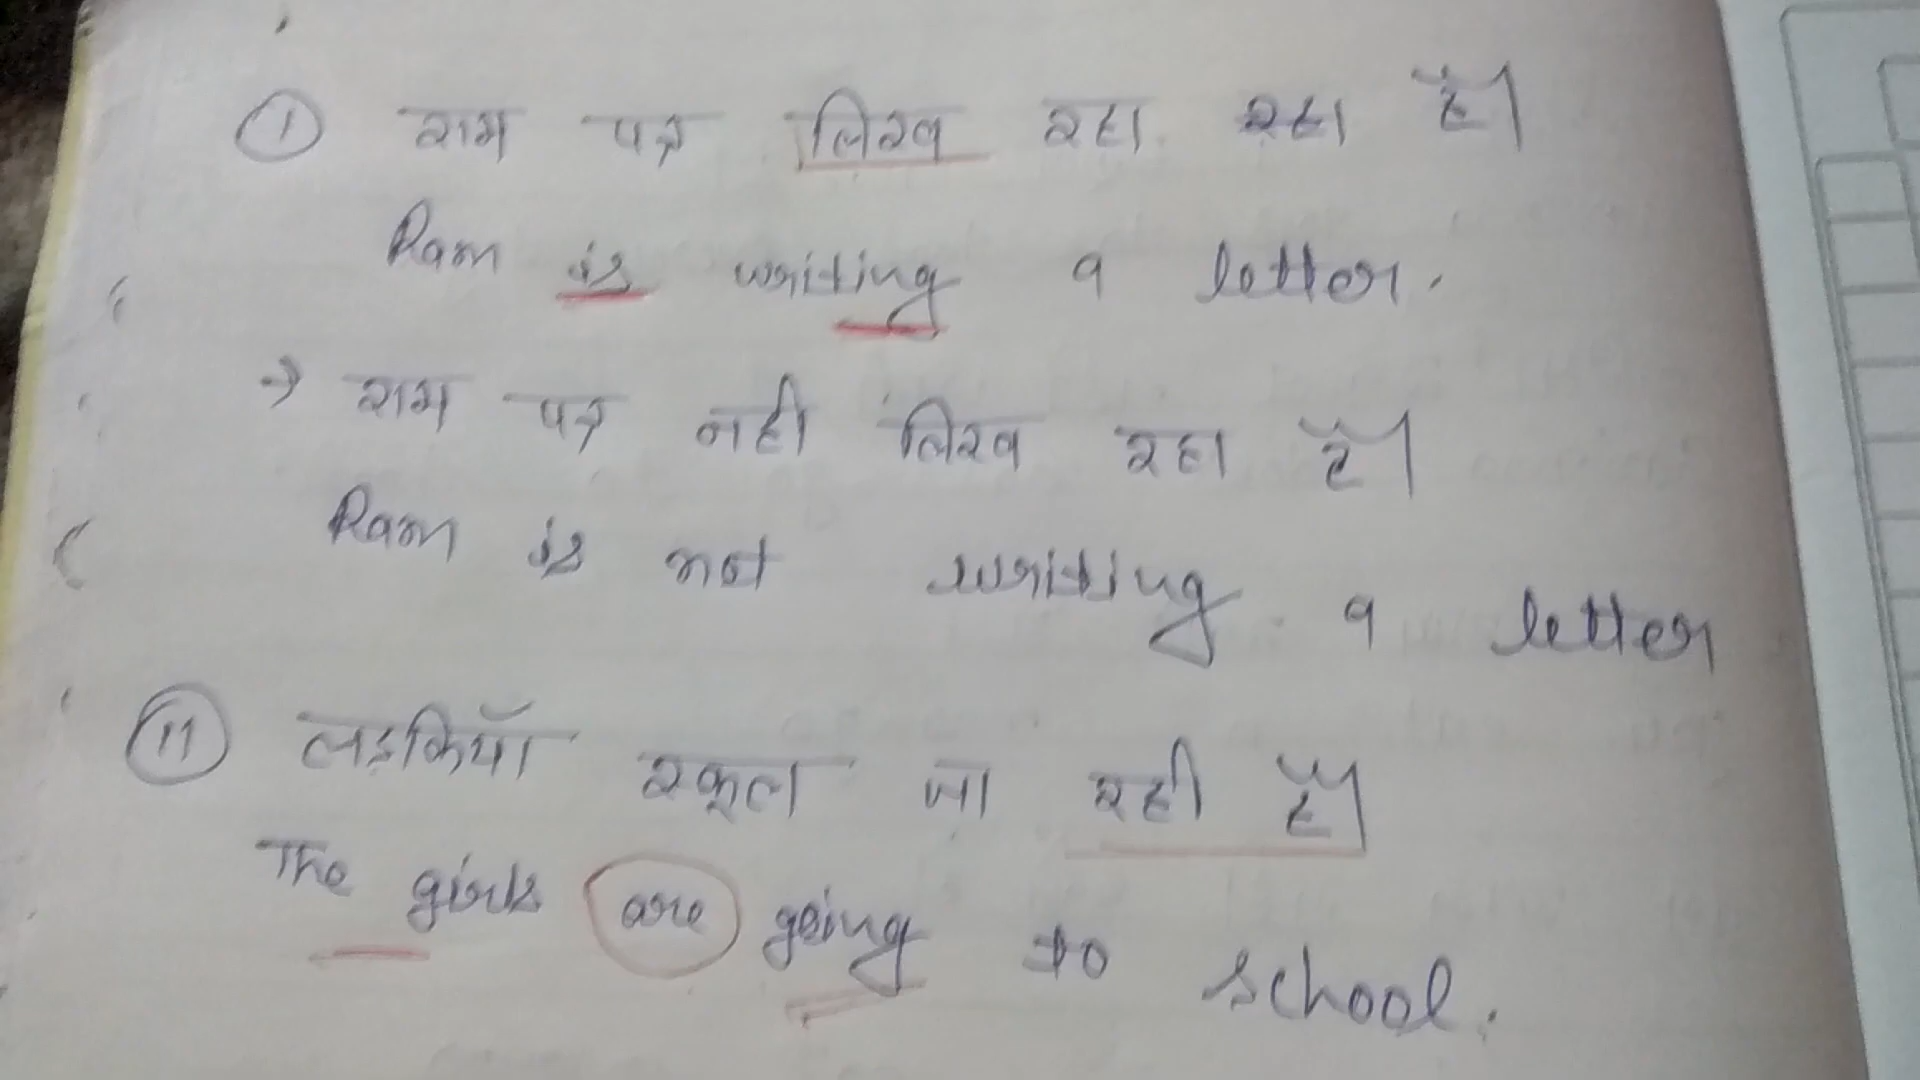 ① राम पत्र लिख रहा रहा है।
Ram is writing a letter.
→ राम पत्र नही लिख रहा है।
Ram is not writing a letter
(11) लडकियाँ स्कूल जा रही हैं।
The girls are going to school.